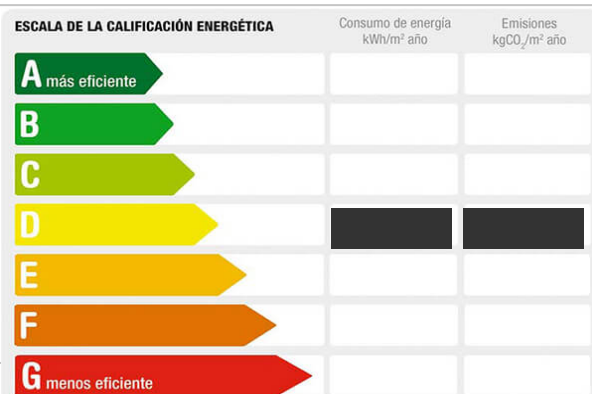 ESCALA DE LA CALIFICACIÓN ENERGÉTICA
Consumo de energía
kWh/m² año
Emisiones
kgCO₂/m² año
A más eficiente
B
C
D
E
F
G menos eficiente